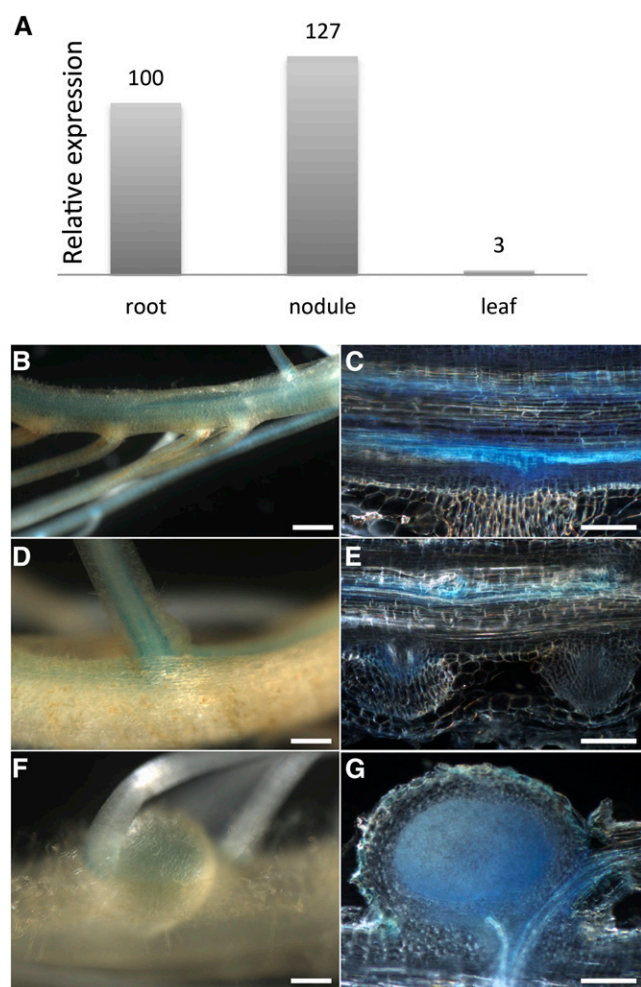 A
Relative expression
127
100
3
root nodule leaf
B C
D E
F G